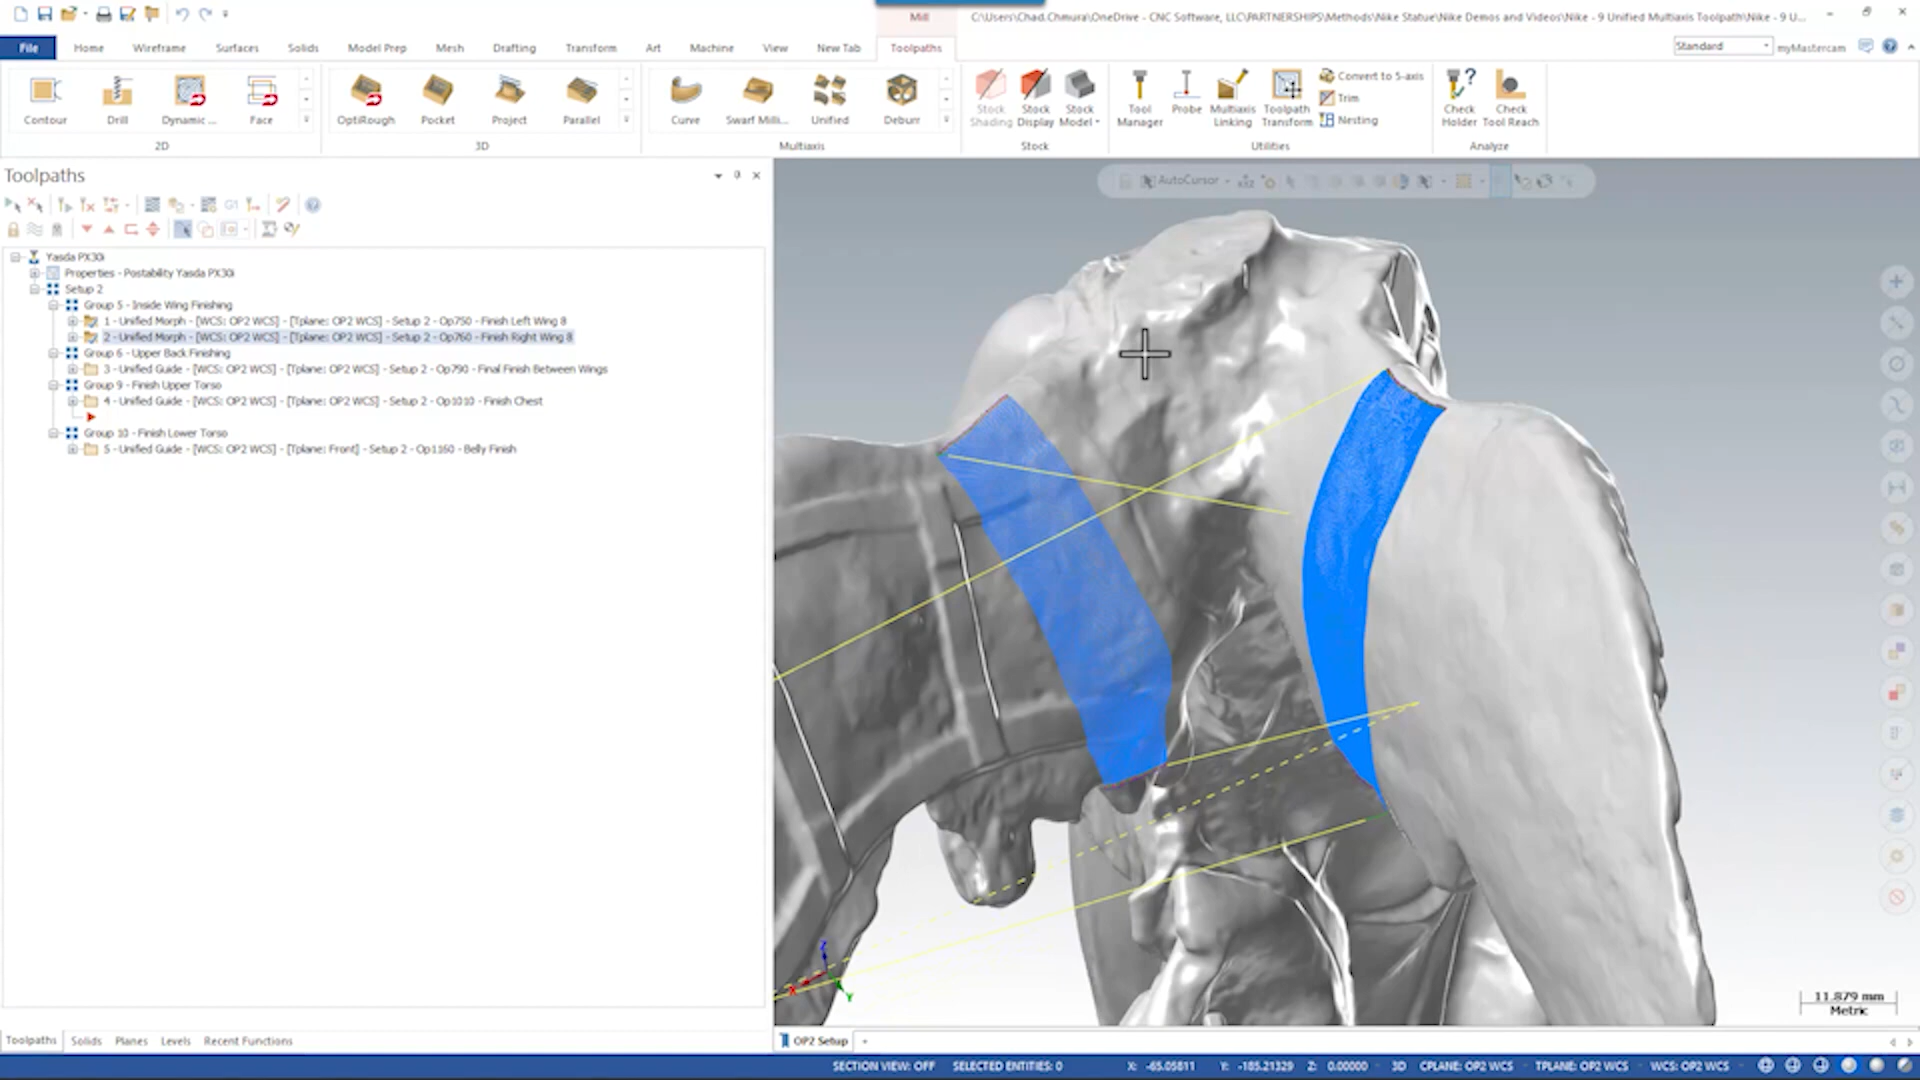 Mill
C:\Users\Chad.Chmura\OneDrive - CNC Software, LLC\PARTNERSHIPS\Methods\Nike Statue\Nike Demos and Videos\Nike - 9 Unified Multiaxis Toolpath\Nike - 9 U...
File Home Wireframe Surfaces Solids Model Prep Mesh Drafting Transform Art Machine View New Tab Toolpaths
Standard myMastercam
Contour Drill Dynamic ... Face
OptiRough Pocket Project Parallel
Curve Swarf Milli... Unified Deburr
Stock Shading
Stock Display
Stock Model
Tool Manager
Probe
Multiaxis Linking
Toolpath Transform
Convert to 5-axis
Trim
Nesting
Check Holder
Check Tool Reach
2D 3D Multiaxis Stock Utilities Analyze
Toolpaths
AutoCursor
G1
Yasda PX30i
Properties - Postability Yasda PX30i
Setup 2
Group 5 - Inside Wing Finishing
1 - Unified Morph - [WCS: OP2 WCS] - [Tplane: OP2 WCS] - Setup 2 - Op750 - Finish Left Wing 8
2 - Unified Morph - [WCS: OP2 WCS] - [Tplane: OP2 WCS] - Setup 2 - Op760 - Finish Right Wing 8
Group 6 - Upper Back Finishing
3 - Unified Guide - [WCS: OP2 WCS] - [Tplane: OP2 WCS] - Setup 2 - Op790 - Final Finish Between Wings
Group 9 - Finish Upper Torso
4 - Unified Guide - [WCS: OP2 WCS] - [Tplane: OP2 WCS] - Setup 2 - Op1010 - Finish Chest
Group 10 - Finish Lower Torso
5 - Unified Guide - [WCS: OP2 WCS] - [Tplane: Front] - Setup 2 - Op1160 - Belly Finish
Z
X
Y
11.879 mm
Metric
Toolpaths Solids Planes Levels Recent Functions
OP2 Setup
SECTION VIEW: OFF SELECTED ENTITIES: 0 X: -65.05811 Y: -185.21329 Z: 0.00000 3D CPLANE: OP2 WCS TPLANE: OP2 WCS WCS: OP2 WCS